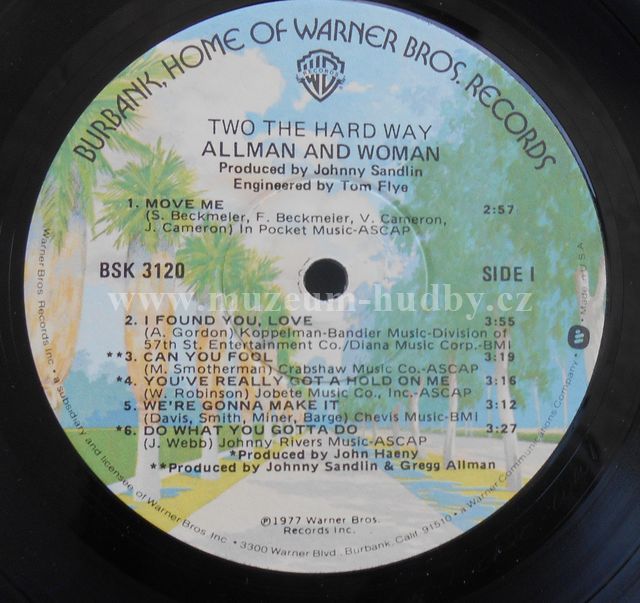 BURBANK, HOME OF WARNER BROS. RECORDS
WB
RECORDS
TWO THE HARD WAY
ALLMAN AND WOMAN
Produced by Johnny Sandlin
Engineered by Tom Flye
1. MOVE ME 2:57
(S. Beckmeier, F. Beckmeier, V. Cameron,
J. Cameron) In Pocket Music-ASCAP
BSK 3120 SIDE I
www.muzeum-hudby.cz
2. I FOUND YOU, LOVE 3:55
(A. Gordon) Koppelman-Bandier Music-Division of
57th St. Entertainment Co./Diana Music Corp.-BMI
**3. CAN YOU FOOL 3:19
(M. Smotherman) Crabshaw Music Co.-ASCAP
*4. YOU'VE REALLY GOT A HOLD ON ME 3:16
(W. Robinson) Jobete Music Co., Inc.-ASCAP
5. WE'RE GONNA MAKE IT 3:12
(Davis, Smith, Miner, Barge) Chevis Music-BMI
*6. DO WHAT YOU GOTTA DO 3:27
(J. Webb) Johnny Rivers Music-ASCAP
*Produced by John Haeny
**Produced by Johnny Sandlin & Gregg Allman
℗1977 Warner Bros.
Records Inc.
Warner Bros. Records Inc. • a subsidiary and licensee of Warner Bros. Inc. • 3300 Warner Blvd., Burbank, Calif. 91510 • a Warner Communications Company • Made in U.S.A.